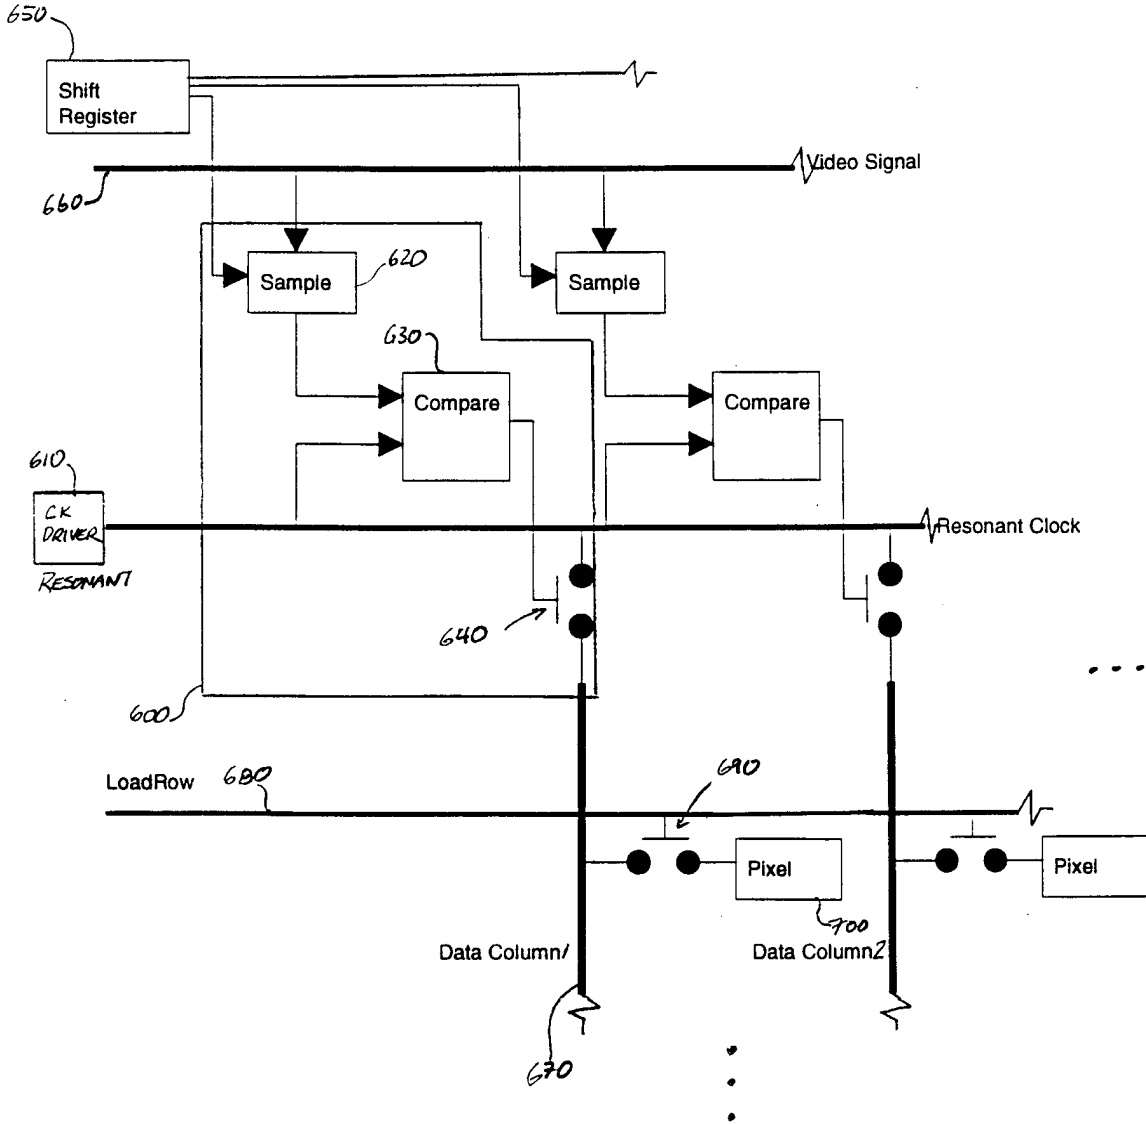 650
Shift
Register
Video Signal
660
Sample
620
Sample
630
Compare
Compare
610
CK
DRIVER
RESONANT
Resonant Clock
640
600
LoadRow
680
690
Pixel
Pixel
700
Data Column1
Data Column2
670